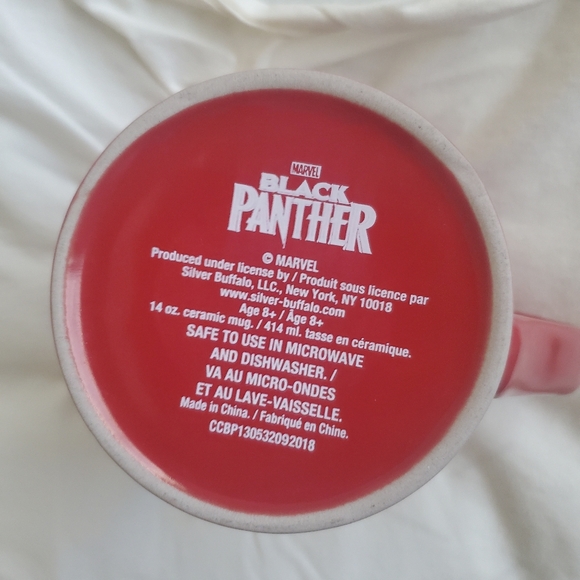 MARVEL
BLACK
PANTHER
© MARVEL
Produced under license by / Produit sous licence par
Silver Buffalo, LLC., New York, NY 10018
www.silver-buffalo.com
Age 8+ / Âge 8+
14 oz. ceramic mug. / 414 ml. tasse en céramique.
SAFE TO USE IN MICROWAVE
AND DISHWASHER. /
VA AU MICRO-ONDES
ET AU LAVE-VAISSELLE.
Made in China. / Fabriqué en Chine.
CCBP130532092018